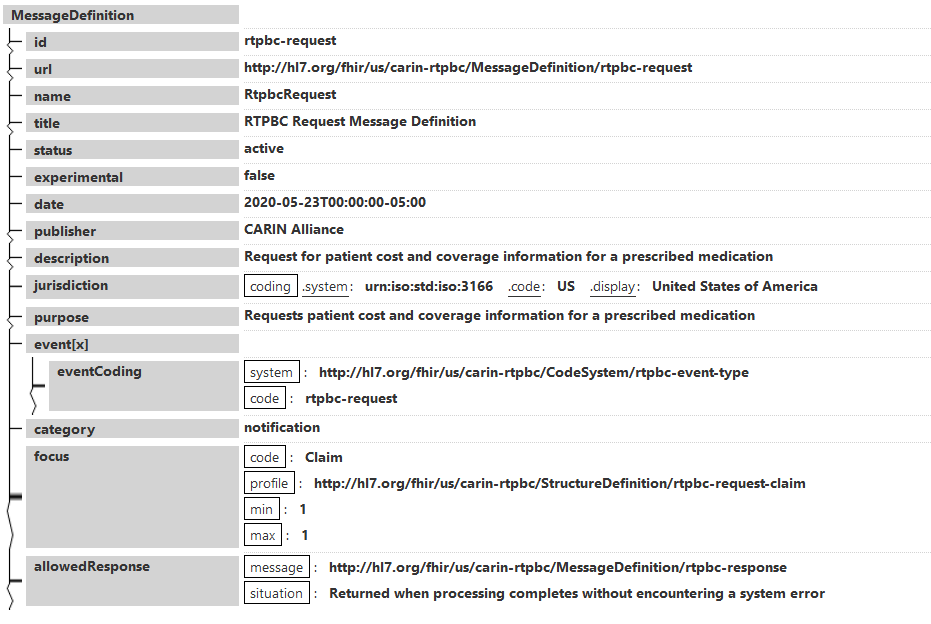 MessageDefinition
id rtpbc-request
url http://hl7.org/fhir/us/carin-rtpbc/MessageDefinition/rtpbc-request
name RtpbcRequest
title RTPBC Request Message Definition
status active
experimental false
date 2020-05-23T00:00:00-05:00
publisher CARIN Alliance
description Request for patient cost and coverage information for a prescribed medication
jurisdiction coding .system: urn:iso:std:iso:3166 .code: US .display: United States of America
purpose Requests patient cost and coverage information for a prescribed medication
event[x]
eventCoding system : http://hl7.org/fhir/us/carin-rtpbc/CodeSystem/rtpbc-event-type
code : rtpbc-request
category notification
focus code : Claim
profile : http://hl7.org/fhir/us/carin-rtpbc/StructureDefinition/rtpbc-request-claim
min : 1
max : 1
allowedResponse message : http://hl7.org/fhir/us/carin-rtpbc/MessageDefinition/rtpbc-response
situation : Returned when processing completes without encountering a system error